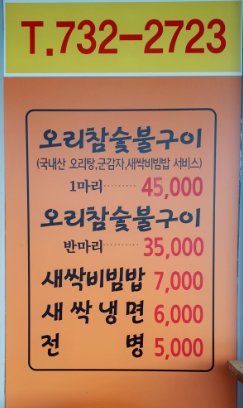 T.732-2723
오리참숯불구이
(국내산 오리탕,군감자,새싹비빔밥 서비스)
1마리········· 45,000
오리참숯불구이
반마리·········· 35,000
새싹비빔밥 7,000
새싹냉면 6,000
전병 5,000